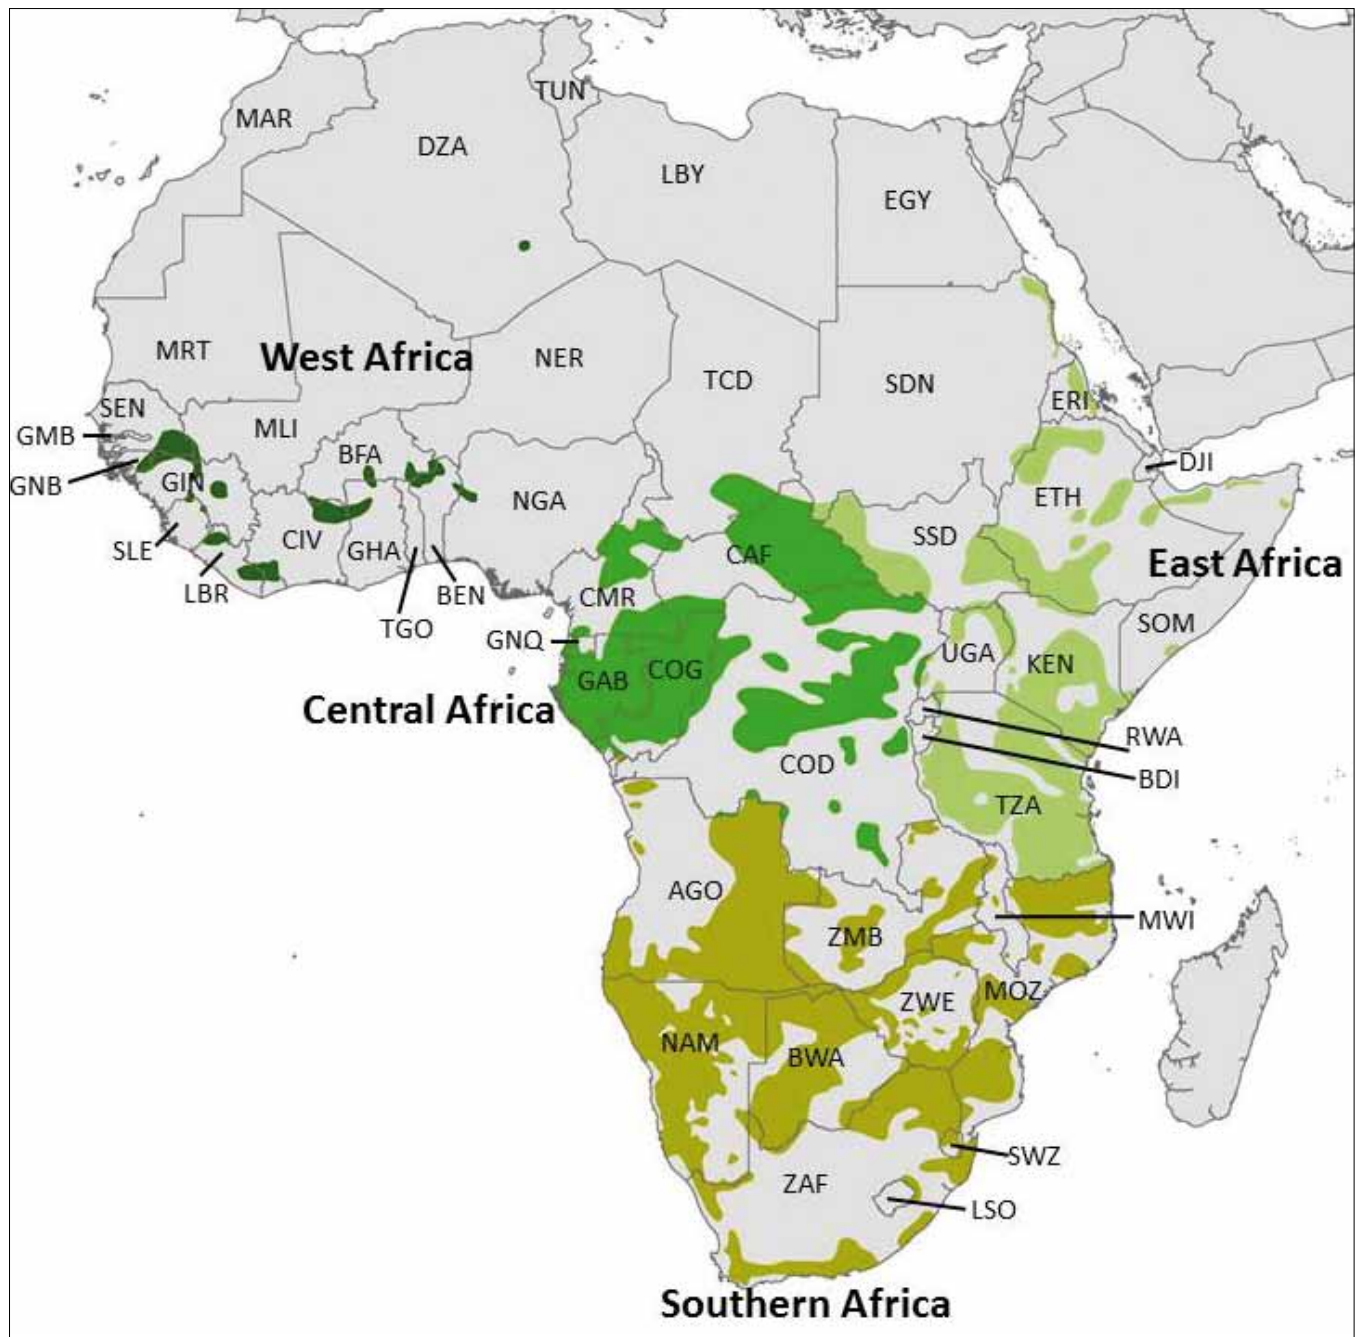 TUN
MAR
DZA
LBY
EGY
MRT
West Africa
NER
TCD
SDN
ERI
SEN
GMB
MLI
BFA
DJI
GNB
GIN
NGA
ETH
SLE
CIV
GHA
CAF
SSD
East Africa
LBR
BEN
CMR
TGO
GNQ
SOM
UGA
KEN
GAB
COG
Central Africa
RWA
COD
BDI
TZA
AGO
MWI
ZMB
ZWE
MOZ
NAM
BWA
SWZ
ZAF
LSO
Southern Africa